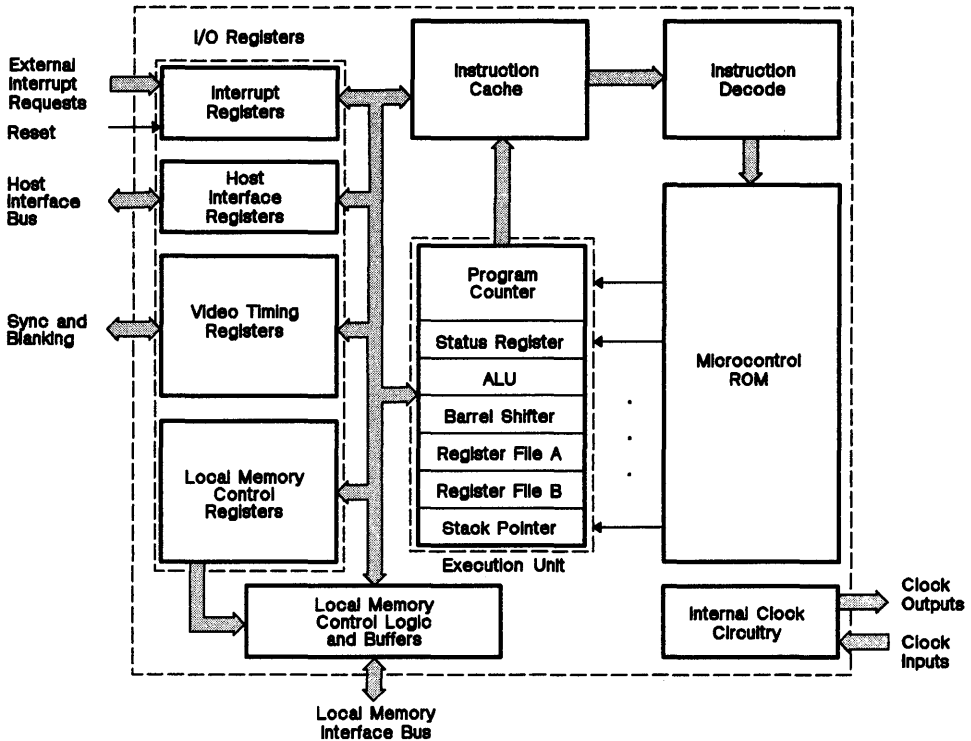 I/O Registers
External
Interrupt
Requests
Reset
Interrupt
Registers
Instruction
Cache
Instruction
Decode
Host
Interface
Bus
Host
Interface
Registers
Sync and
Blanking
Video Timing
Registers
Program
Counter
Status Register
ALU
Barrel Shifter
Register File A
Register File B
Stack Pointer
Execution Unit
Microcontrol
ROM
Local Memory
Control
Registers
Local Memory
Control Logic
and Buffers
Internal Clock
Circuitry
Clock
Outputs
Clock
Inputs
Local Memory
Interface Bus